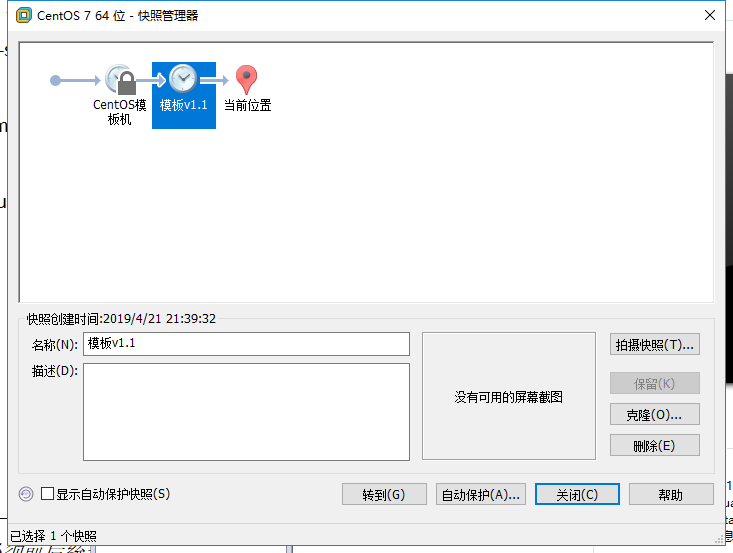 CentOS 7 64 位 - 快照管理器
CentOS模
板机
模板v1.1
当前位置
快照创建时间:2019/4/21 21:39:32
名称(N):
模板v1.1
拍摄快照(T)...
描述(D):
保留(K)
没有可用的屏幕截图
克隆(O)...
删除(E)
显示自动保护快照(S)
转到(G)
自动保护(A)...
关闭(C)
帮助
已选择 1 个快照